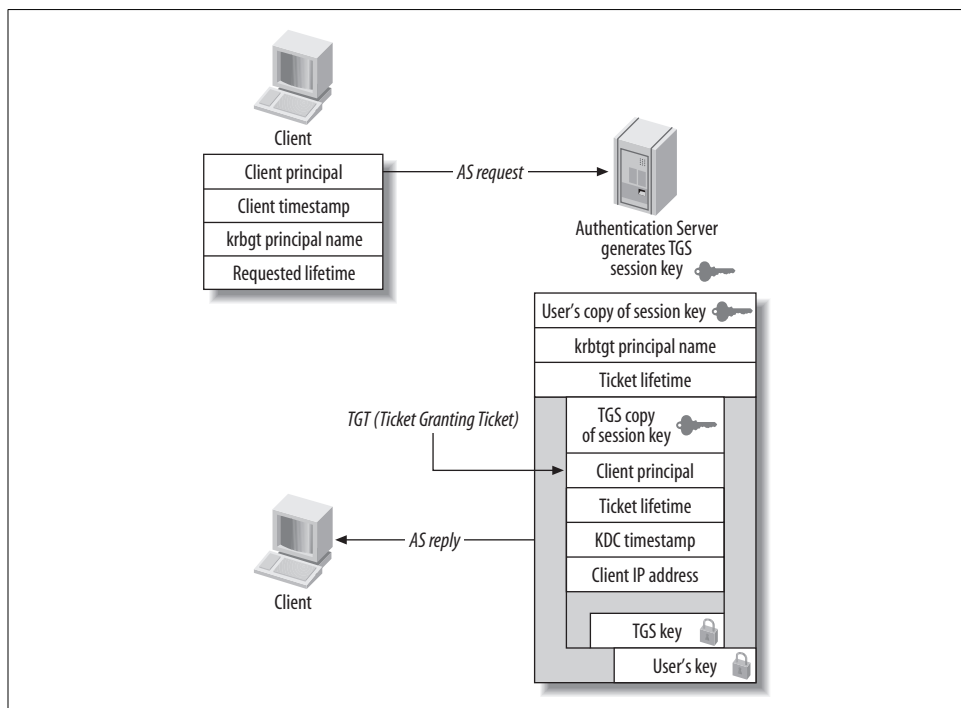 Client
Client principal
AS request
Client timestamp
krbgt principal name
Requested lifetime
Authentication Server
generates TGS
session key
User's copy of session key
krbtgt principal name
Ticket lifetime
TGT (Ticket Granting Ticket)
TGS copy
of session key
Client principal
Ticket lifetime
KDC timestamp
Client IP address
AS reply
Client
TGS key
User's key